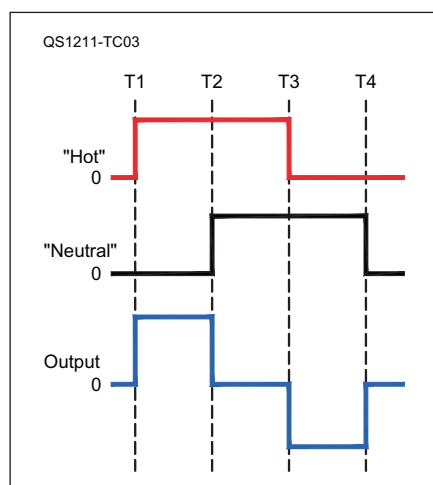 QS1211-TC03
T1 T2 T3 T4
"Hot"
0
"Neutral"
0
Output
0